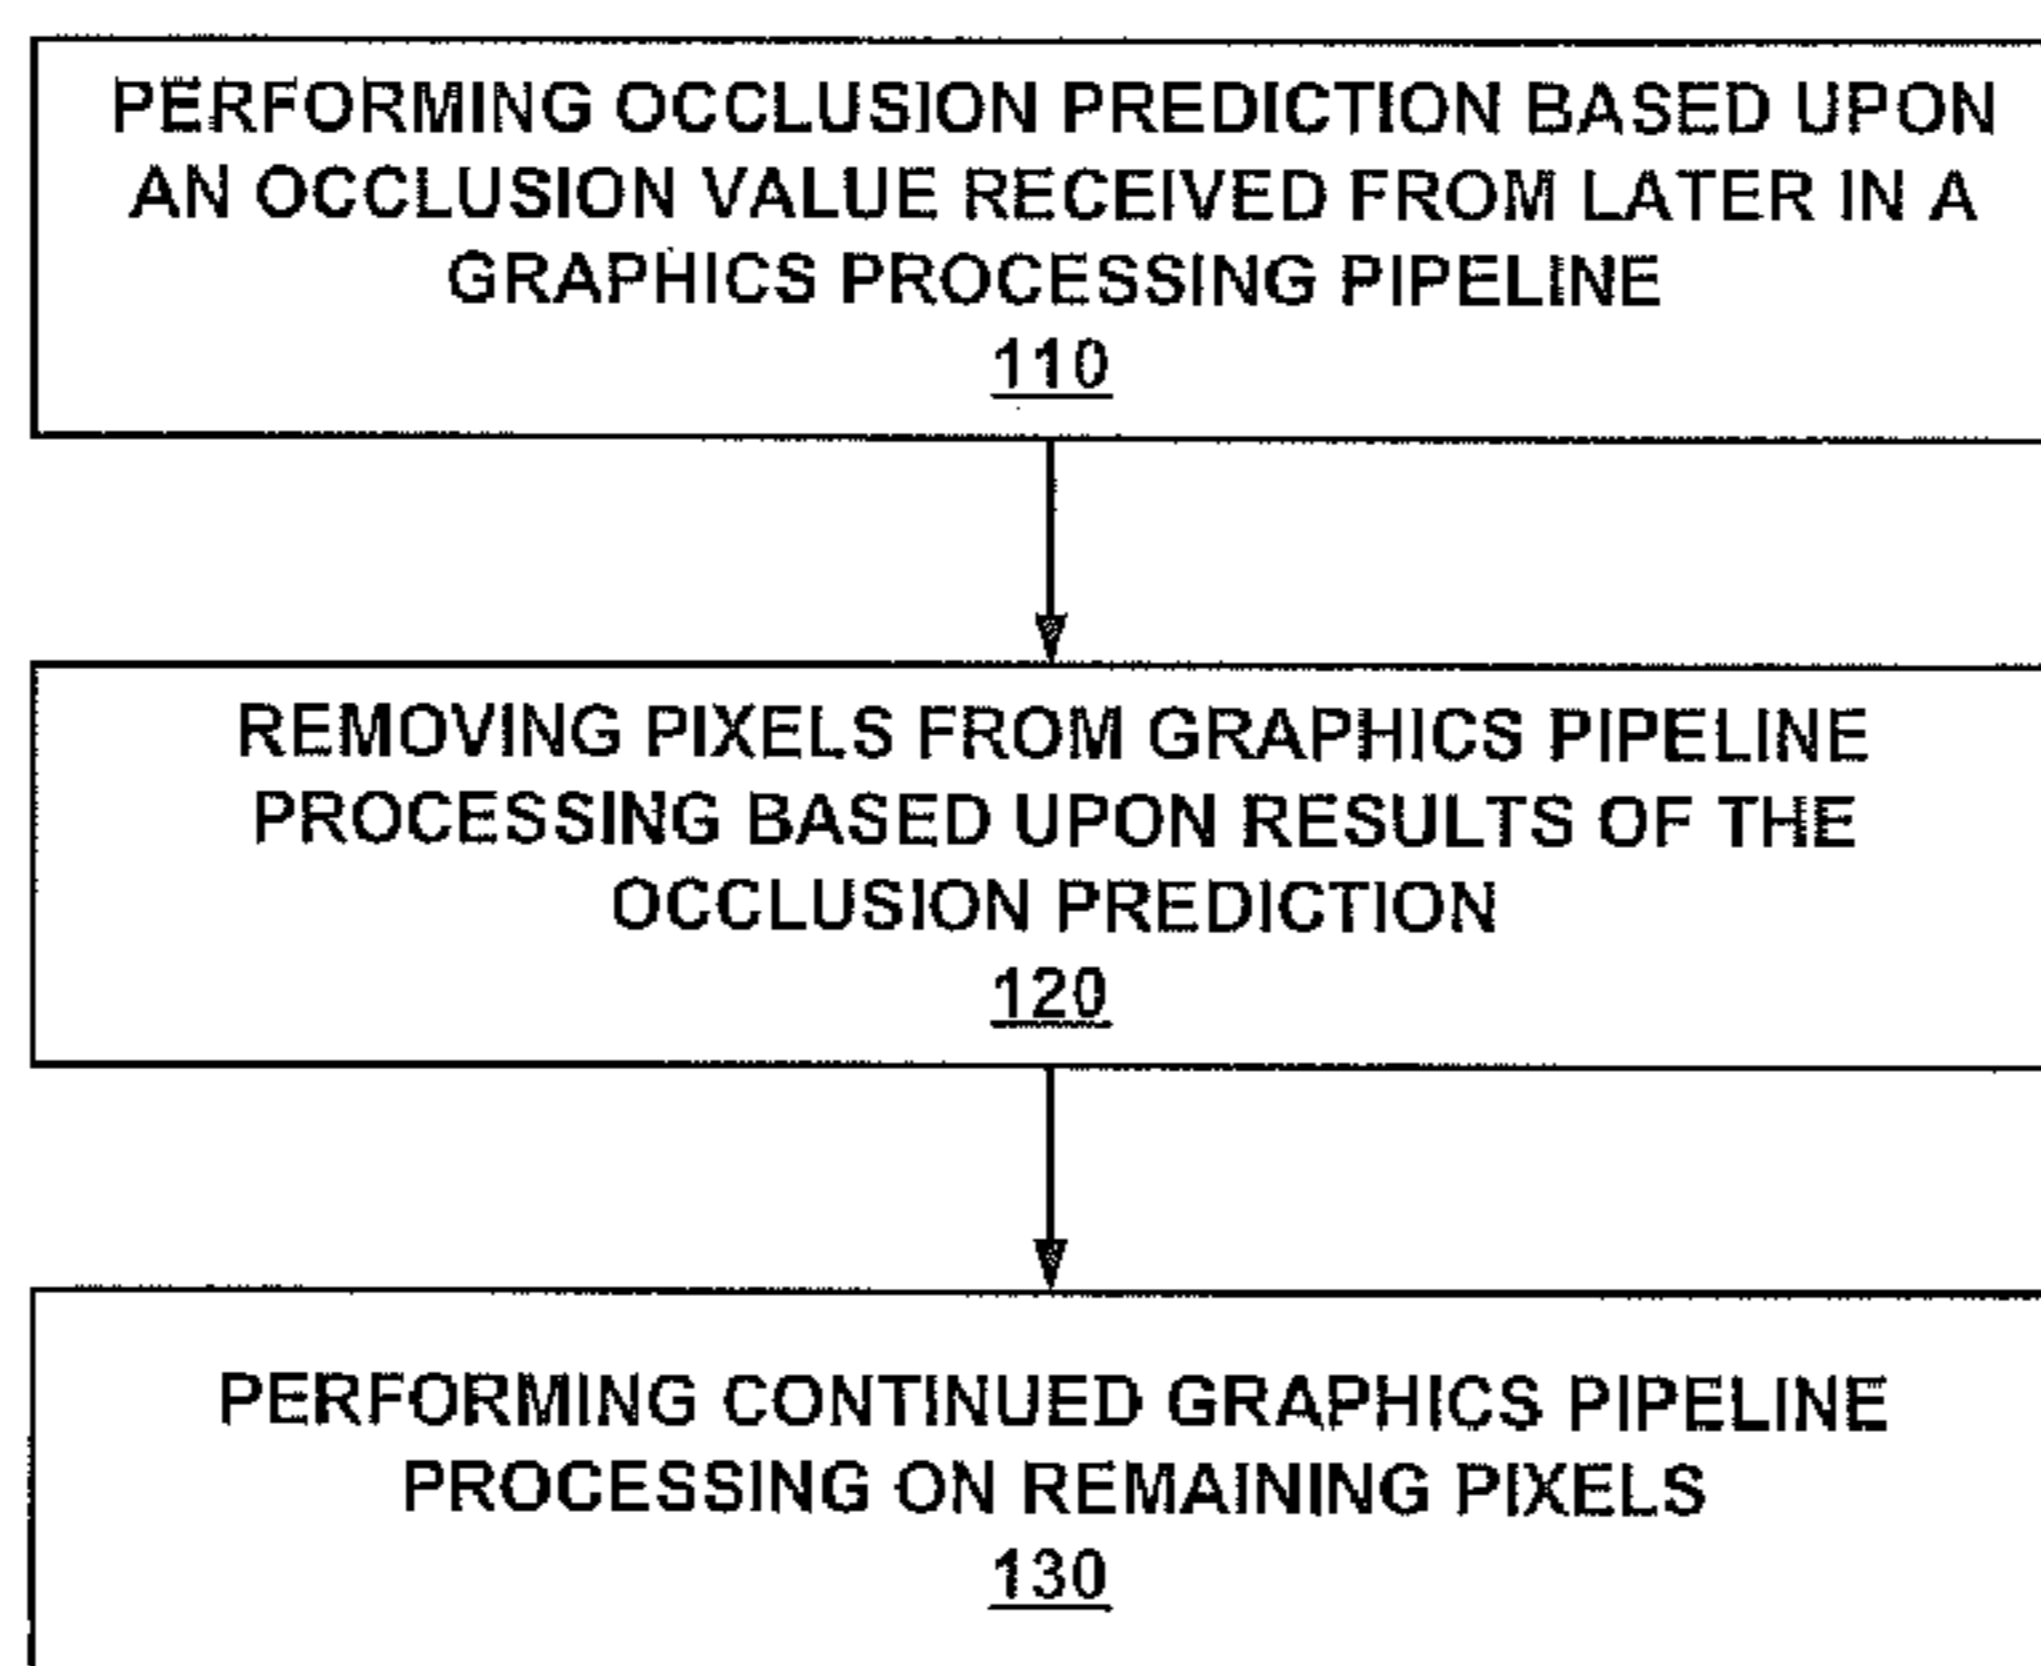 PERFORMING OCCLUSION PREDICTION BASED UPON
AN OCCLUSION VALUE RECEIVED FROM LATER IN A
GRAPHICS PROCESSING PIPELINE
110
REMOVING PIXELS FROM GRAPHICS PIPELINE
PROCESSING BASED UPON RESULTS OF THE
OCCLUSION PREDICTION
120
PERFORMING CONTINUED GRAPHICS PIPELINE
PROCESSING ON REMAINING PIXELS
130